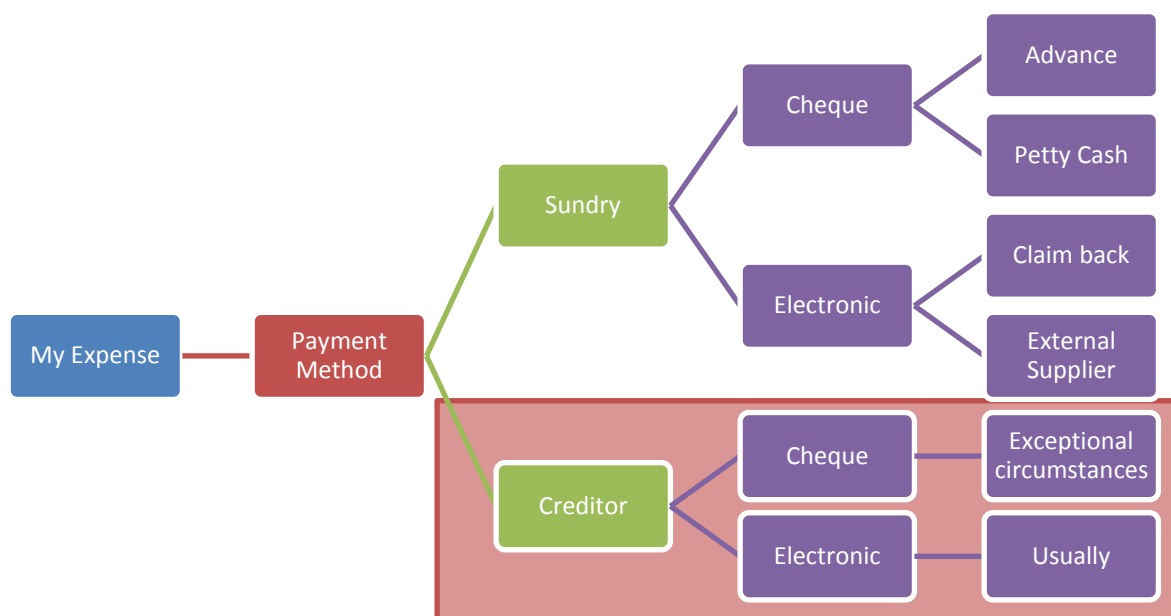 My Expense
Payment
Method
Sundry
Cheque
Advance
Petty Cash
Electronic
Claim back
External
Supplier
Creditor
Cheque
Exceptional
circumstances
Electronic
Usually